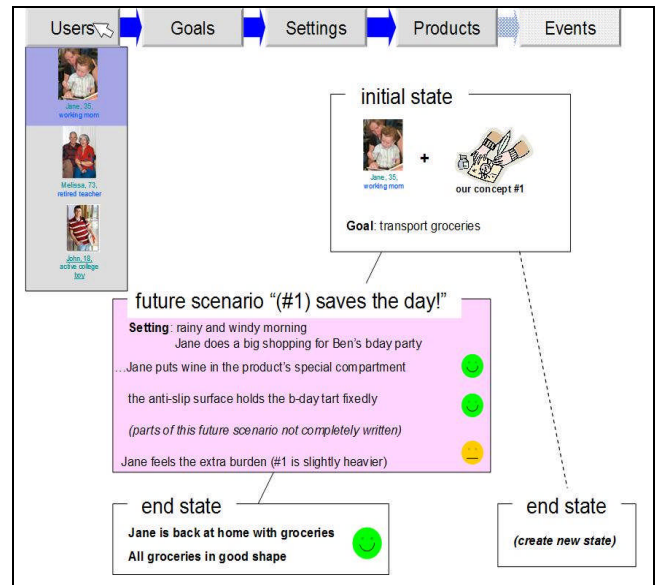 Users
Goals
Settings
Products
Events
Jane, 35,
working mom
Melissa, 73,
retired teacher
John, 18,
active college
boy
initial state
+
Jane, 35,
working mom
our concept #1
Goal: transport groceries
future scenario “(#1) saves the day!”
Setting: rainy and windy morning
Jane does a big shopping for Ben’s bday party
…Jane puts wine in the product’s special compartment
the anti-slip surface holds the b-day tart fixedly
(parts of this future scenario not completely written)
Jane feels the extra burden (#1 is slightly heavier)
end state
Jane is back at home with groceries
All groceries in good shape
end state
(create new state)